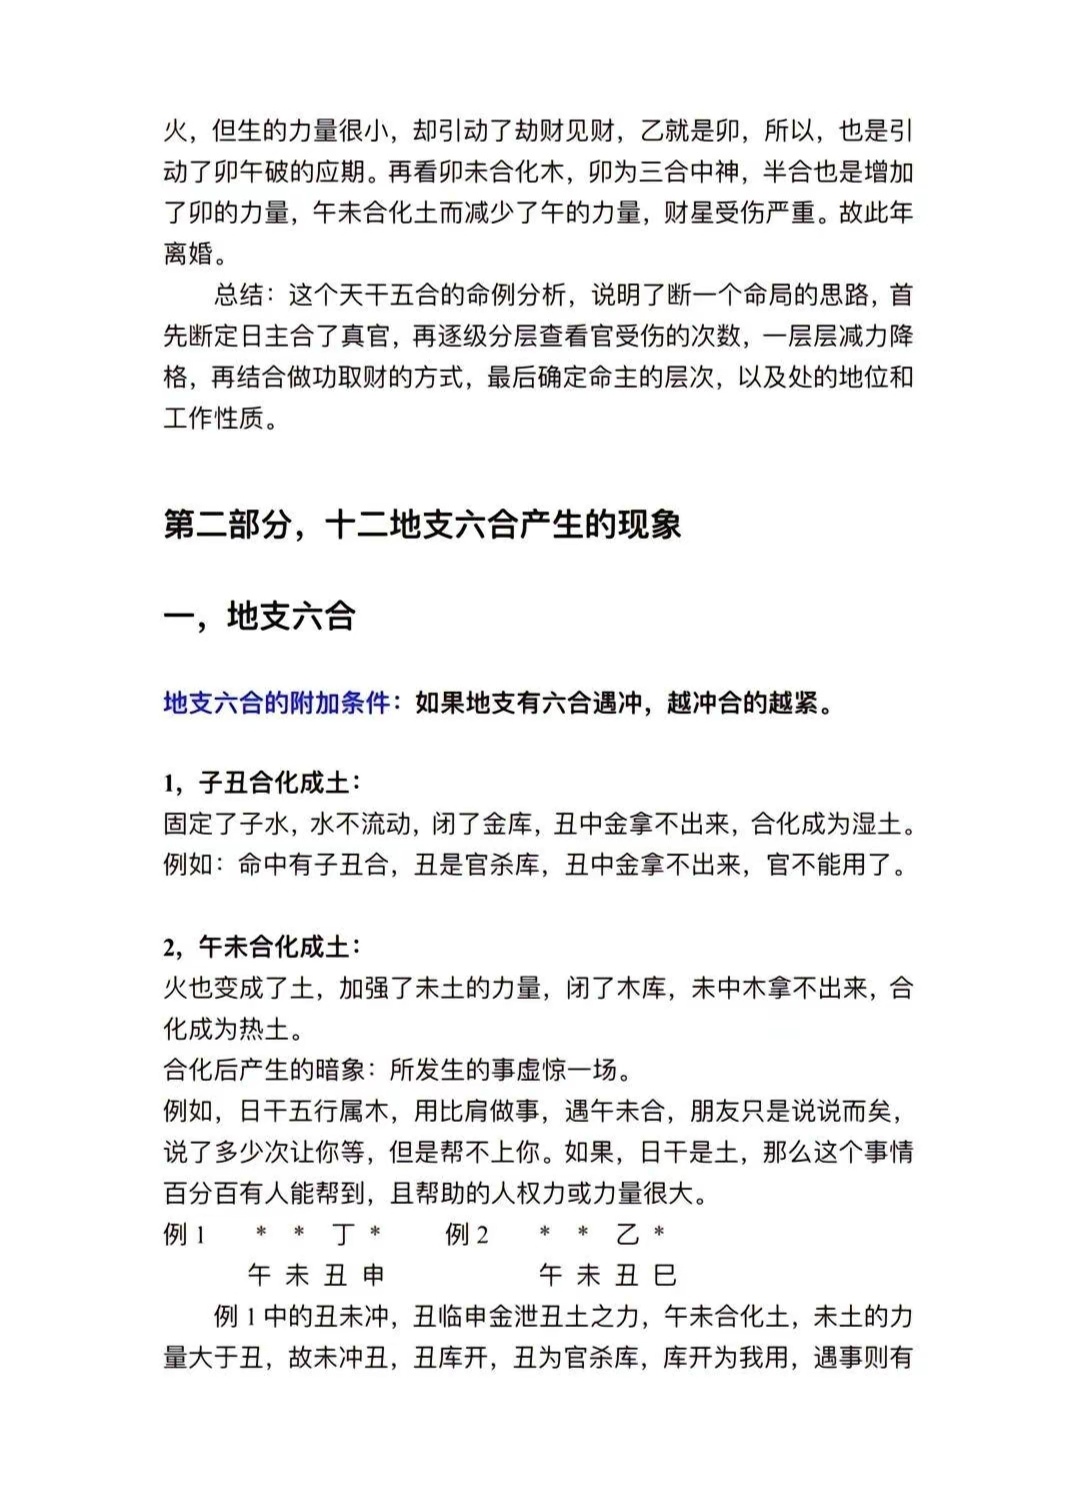 火，但生的力量很小，却引动了劫财见财，乙就是卯，所以，也是引
动了卯午破的应期。再看卯未合化木，卯为三合中神，半合也是增加
了卯的力量，午未合化土而减少了午的力量，财星受伤严重。故此年
离婚。
总结：这个天干五合的命例分析，说明了断一个命局的思路，首
先断定日主合了真官，再逐级分层查看官受伤的次数，一层层减力降
格，再结合做功取财的方式，最后确定命主的层次，以及处的地位和
工作性质。
第二部分，十二地支六合产生的现象
一，地支六合
地支六合的附加条件：如果地支有六合遇冲，越冲合的越紧。
1，子丑合化成土：
固定了子水，水不流动，闭了金库，丑中金拿不出来，合化成为湿土。
例如：命中有子丑合，丑是官杀库，丑中金拿不出来，官不能用了。
2，午未合化成土：
火也变成了土，加强了未土的力量，闭了木库，未中木拿不出来，合
化成为热土。
合化后产生的暗象：所发生的事虚惊一场。
例如，日干五行属木，用比肩做事，遇午未合，朋友只是说说而矣，
说了多少次让你等，但是帮不上你。如果，日干是土，那么这个事情
百分百有人能帮到，且帮助的人权力或力量很大。
例 1 * * 丁 * 例 2 * * 乙 *
午 未 丑 申 午 未 丑 巳
例 1 中的丑未冲，丑临申金泄丑土之力，午未合化土，未土的力
量大于丑，故未冲丑，丑库开，丑为官杀库，库开为我用，遇事则有